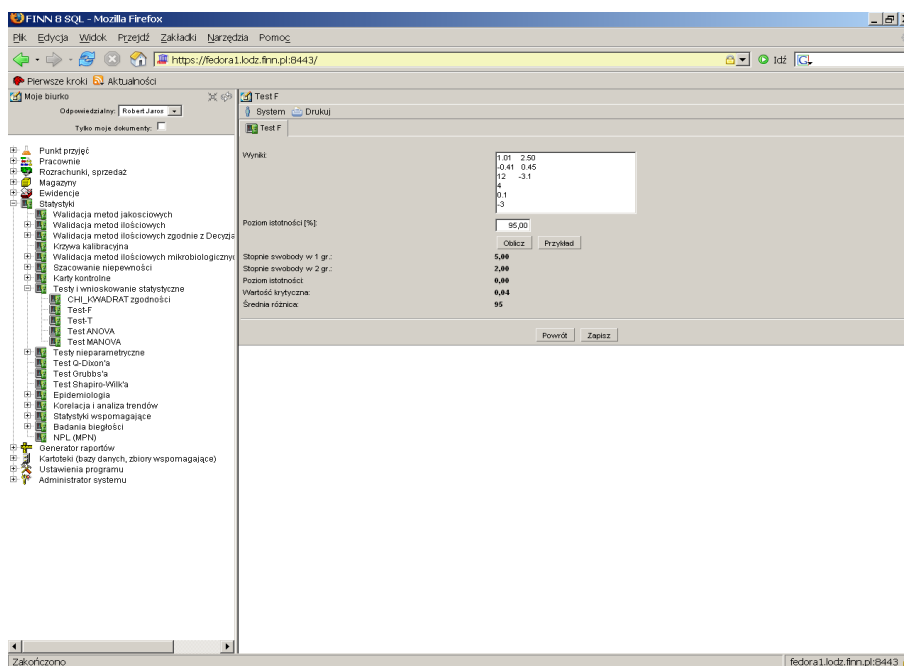 FINN 8 SQL - Mozilla Firefox
Plik Edycja Widok Przejdź Zakładki Narzędzia Pomoc
https://fedora1.lodz.finn.pl:8443/ Idź
Pierwsze kroki Aktualności
Moje biurko
Odpowiedzialny: Robert Jaros
Tylko moje dokumenty:
Punkt przyjęć
Pracownie
Rozrachunki, sprzedaż
Magazyny
Ewidencje
Statystyki
Walidacja metod jakosciowych
Walidacja metod ilościowych
Walidacja metod ilościowych zgodnie z Decyzją
Krzywa kalibracyjna
Walidacja metod ilościowych mikrobiologicznyc
Szacowanie niepewności
Karty kontrolne
Testy i wnioskowanie statystyczne
CHI_KWADRAT zgodności
Test-F
Test-T
Test ANOVA
Test MANOVA
Testy nieparametryczne
Test Q-Dixon'a
Test Grubbs'a
Test Shapiro-Wilk'a
Epidemiologia
Korelacja i analiza trendów
Statystyki wspomagające
Badania biegłości
NPL (MPN)
Generator raportów
Kartoteki (bazy danych, zbiory wspomagające)
Ustawienia programu
Administrator systemu
Test F
System Drukuj
Test F
Wyniki:
1.01 2.50
-0.41 0.45
12 -3.1
4
0.1
-3
Poziom istotności [%]: 95,00
Oblicz Przykład
Stopnie swobody w 1 gr.: 5,00
Stopnie swobody w 2 gr.: 2,00
Poziom istotności: 0,00
Wartość krytyczna: 0,04
Średnia różnica: 95
Powrót Zapisz
Zakończono fedora1.lodz.finn.pl:8443